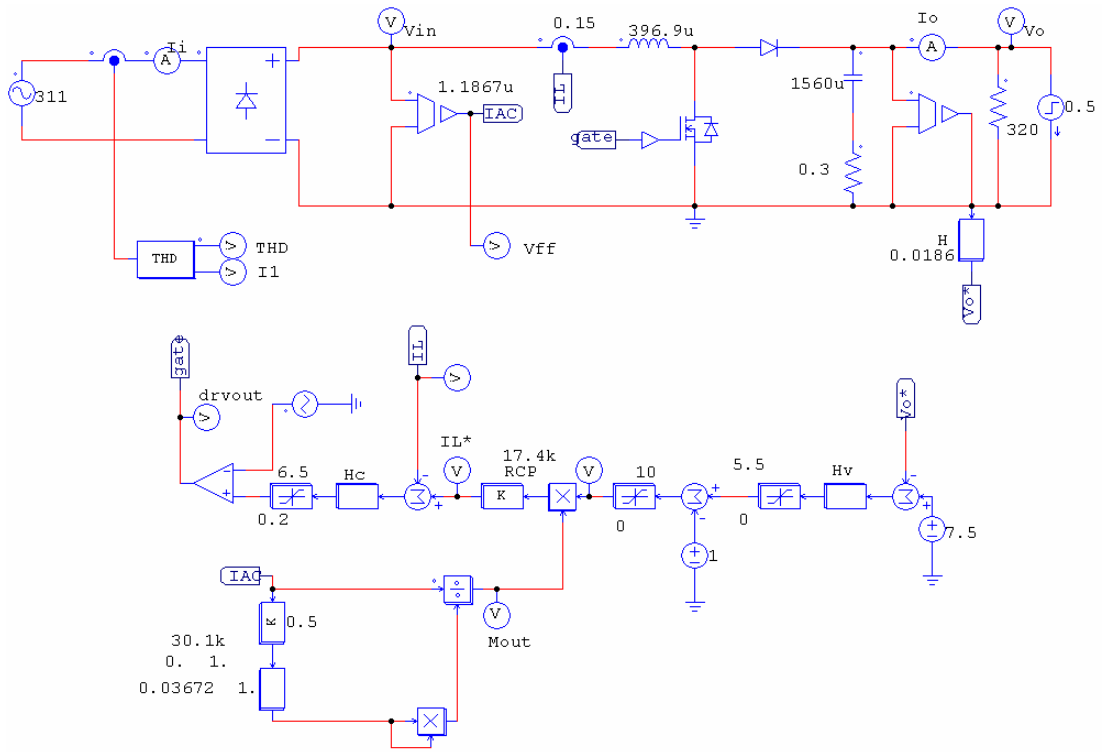 Ii
311
Vin
1.1867u
IAC
Vff
0.15
IL
396.9u
gate
1560u
0.3
Io
Vo
320
0.5
H
0.0186
Vo*
THD
THD
I1
gate
drvout
IL
6.5
0.2
Hc
IL*
17.4k
RCP
K
10
0
5.5
0
Hv
Vo*
7.5
1
IAC
K
0.5
30.1k
0. 1.
0.03672 1.
Mout